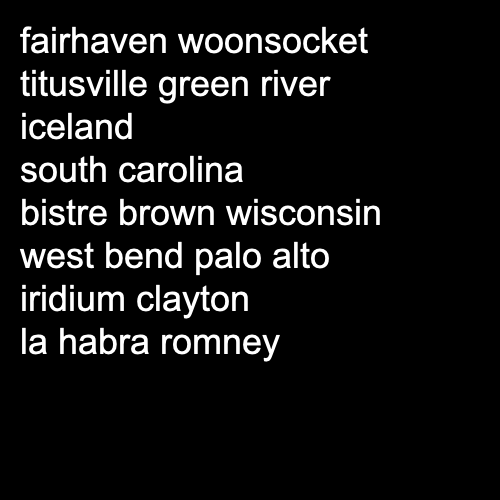 fairhaven woonsocket
titusville green river
iceland
south carolina
bistre brown wisconsin
west bend palo alto
iridium clayton
la habra romney